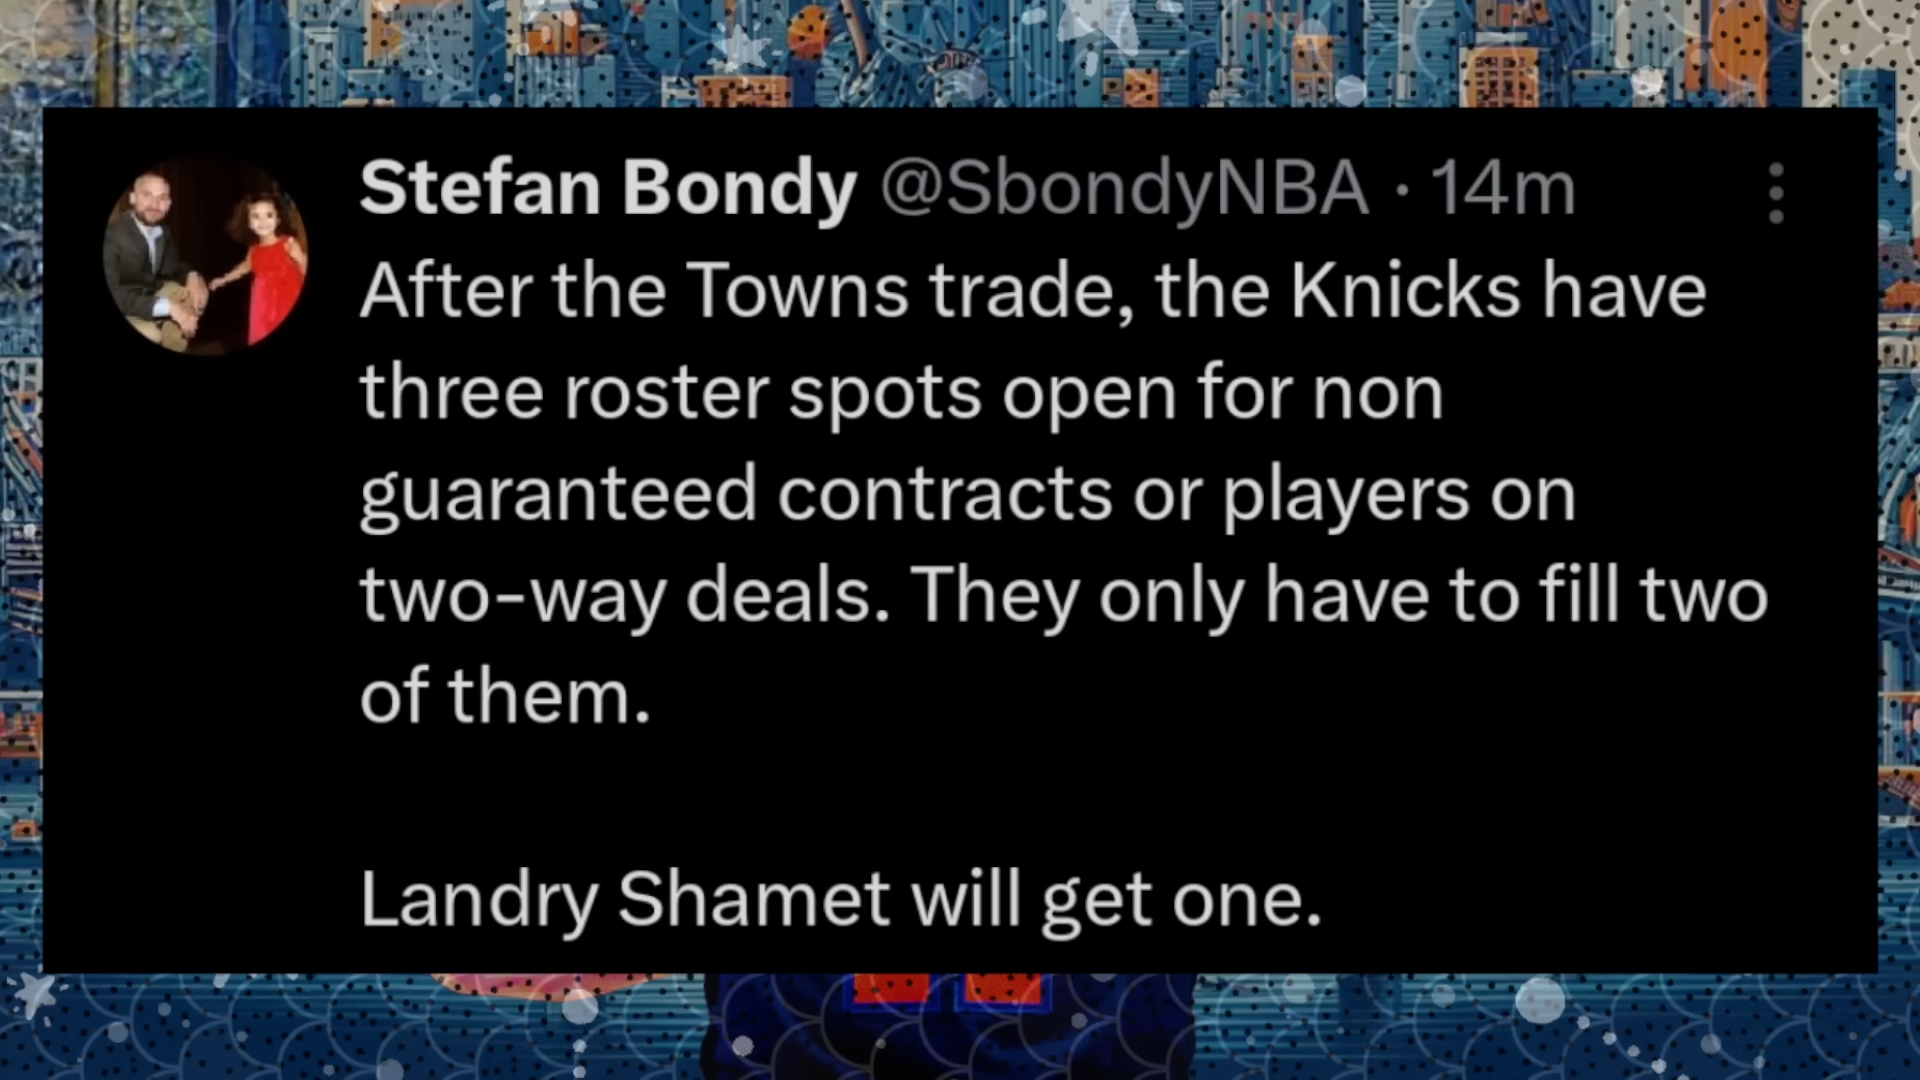 Stefan Bondy @SbondyNBA · 14m
After the Towns trade, the Knicks have
three roster spots open for non
guaranteed contracts or players on
two-way deals. They only have to fill two
of them.
Landry Shamet will get one.